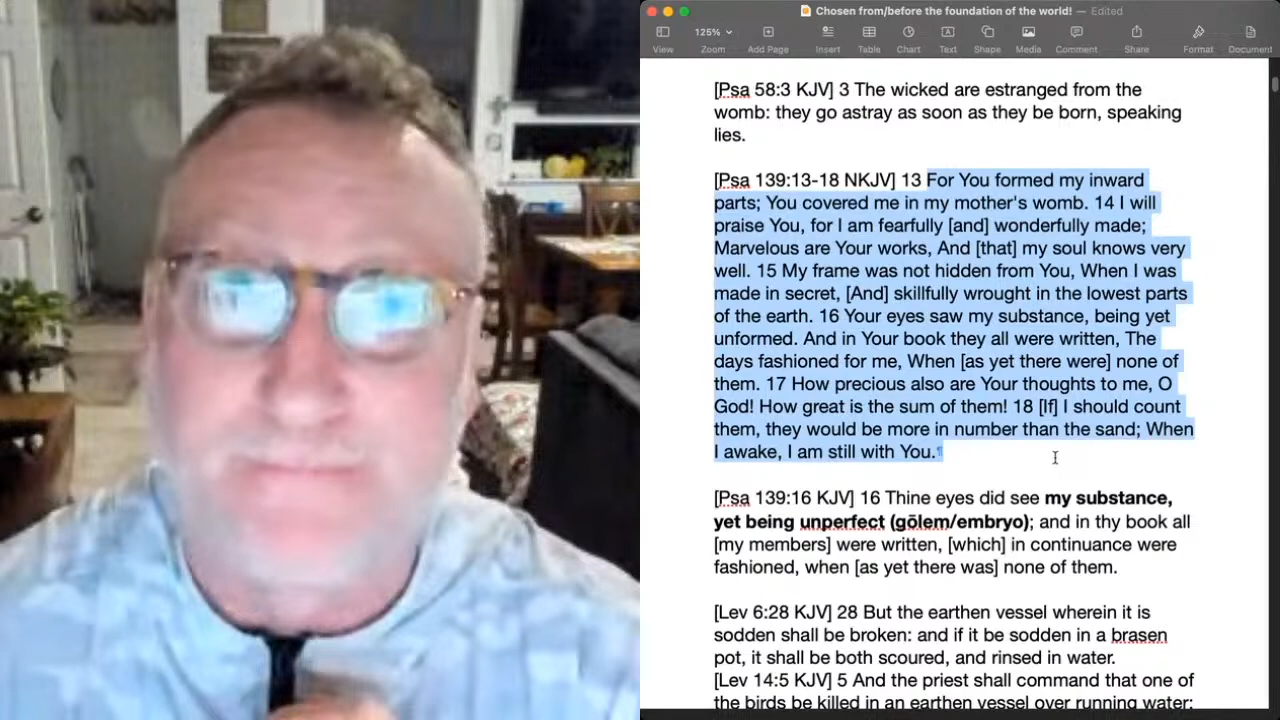 Chosen from/before the foundation of the world! — Edited
125%
View Zoom Add Page Insert Table Chart Text Shape Media Comment Share Format Document
[Psa 58:3 KJV] 3 The wicked are estranged from the
womb: they go astray as soon as they be born, speaking
lies.
[Psa 139:13-18 NKJV] 13 For You formed my inward
parts; You covered me in my mother's womb. 14 I will
praise You, for I am fearfully [and] wonderfully made;
Marvelous are Your works, And [that] my soul knows very
well. 15 My frame was not hidden from You, When I was
made in secret, [And] skillfully wrought in the lowest parts
of the earth. 16 Your eyes saw my substance, being yet
unformed. And in Your book they all were written, The
days fashioned for me, When [as yet there were] none of
them. 17 How precious also are Your thoughts to me, O
God! How great is the sum of them! 18 [If] I should count
them, they would be more in number than the sand; When
I awake, I am still with You.
[Psa 139:16 KJV] 16 Thine eyes did see my substance,
yet being unperfect (gōlem/embryo); and in thy book all
[my members] were written, [which] in continuance were
fashioned, when [as yet there was] none of them.
[Lev 6:28 KJV] 28 But the earthen vessel wherein it is
sodden shall be broken: and if it be sodden in a brasen
pot, it shall be both scoured, and rinsed in water.
[Lev 14:5 KJV] 5 And the priest shall command that one of
the birds be killed in an earthen vessel over running water: